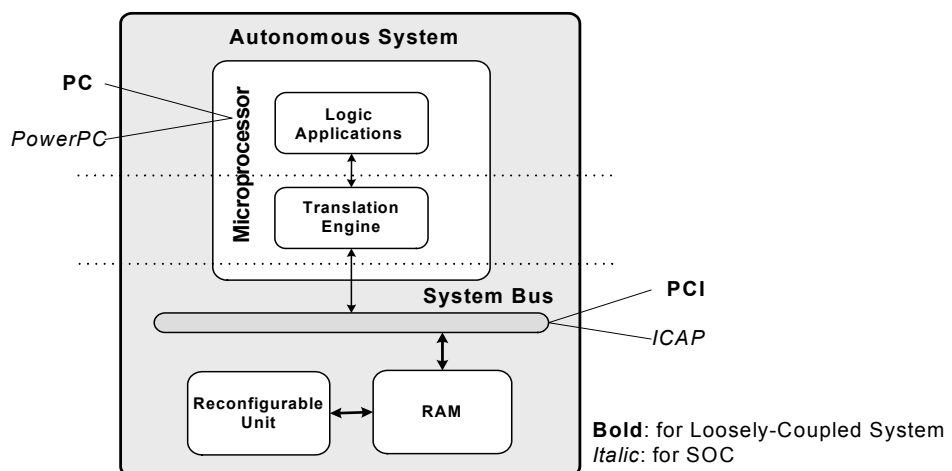 Autonomous System
PC
PowerPC
Microprocessor
Logic
Applications
Translation
Engine
System Bus
PCI
ICAP
Reconfigurable
Unit
RAM
Bold: for Loosely-Coupled System
Italic: for SOC